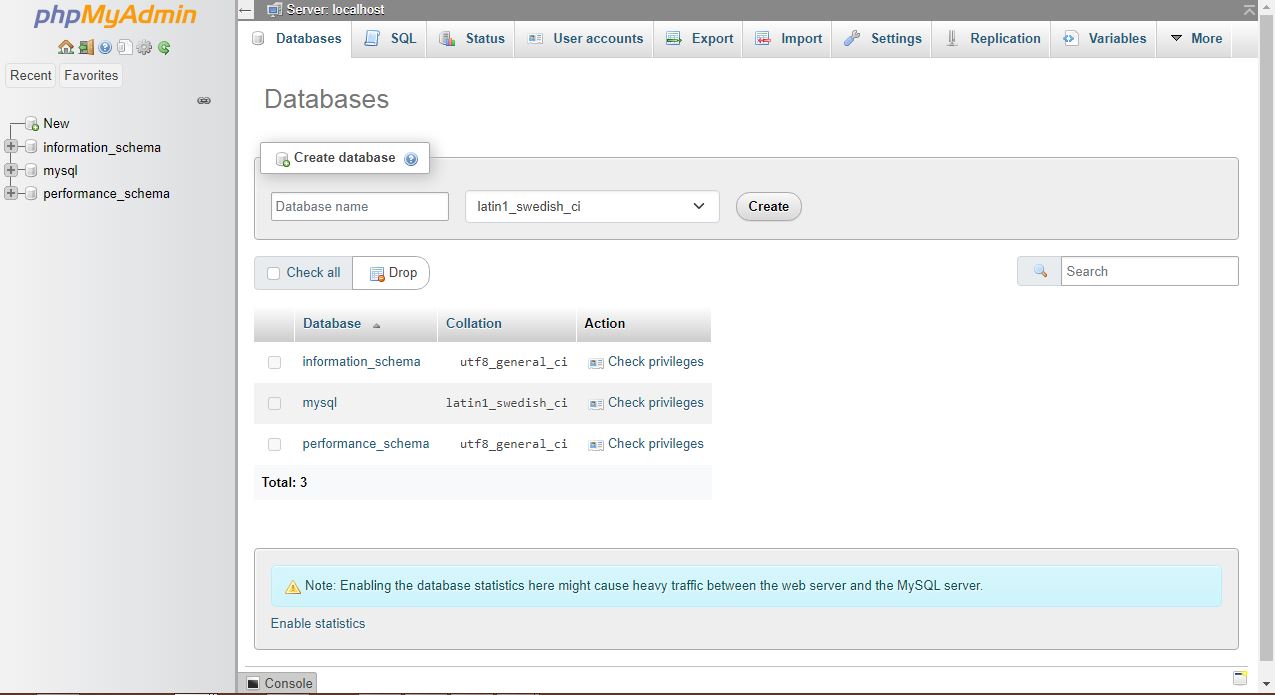 phpMyAdmin
Recent Favorites
New
information_schema
mysql
performance_schema
Server: localhost
Databases SQL Status User accounts Export Import Settings Replication Variables More
Databases
Create database
Database name latin1_swedish_ci Create
Check all Drop Search
Database Collation Action
information_schema utf8_general_ci Check privileges
mysql latin1_swedish_ci Check privileges
performance_schema utf8_general_ci Check privileges
Total: 3
Note: Enabling the database statistics here might cause heavy traffic between the web server and the MySQL server.
Enable statistics
Console